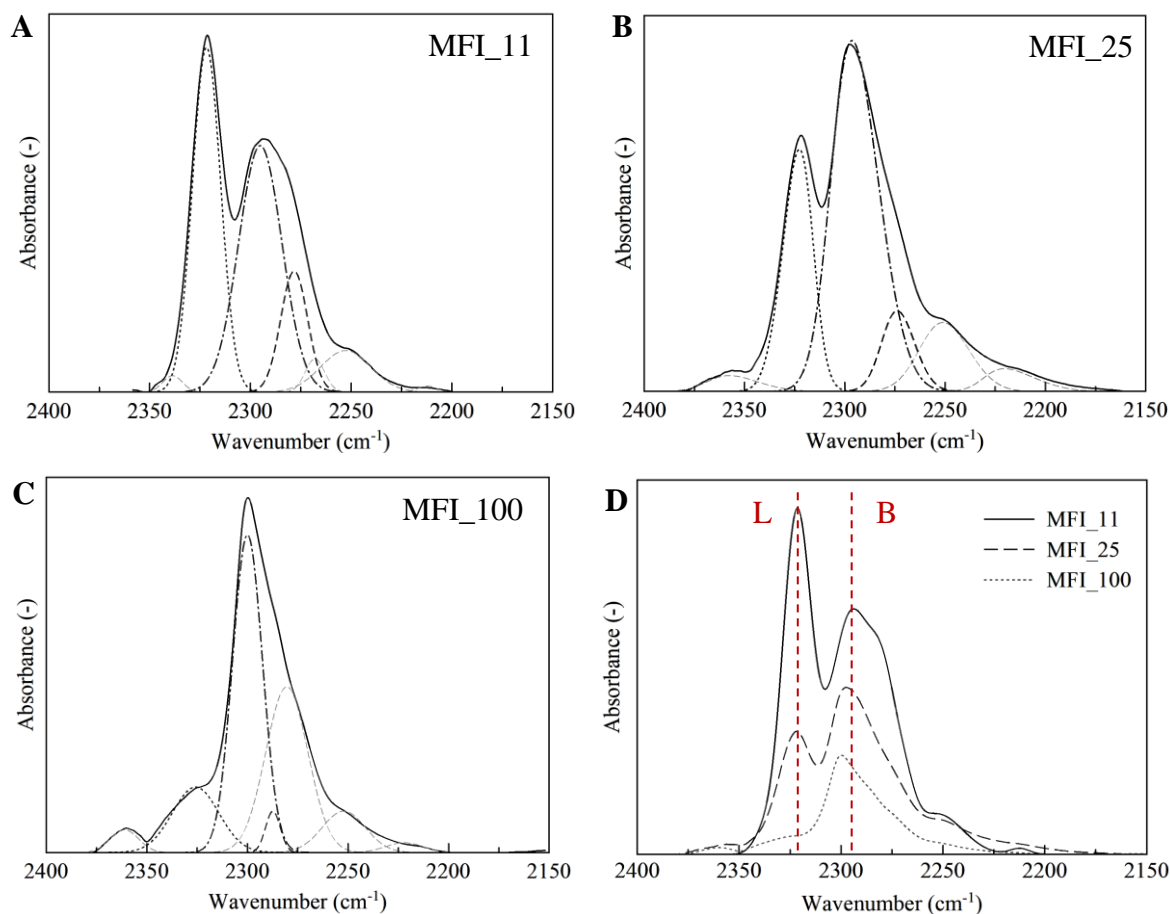 A
MFI_11
Absorbance (-)
2400 2350 2300 2250 2200 2150
Wavenumber (cm⁻¹)
B
MFI_25
Absorbance (-)
2400 2350 2300 2250 2200 2150
Wavenumber (cm⁻¹)
C
MFI_100
Absorbance (-)
2400 2350 2300 2250 2200 2150
Wavenumber (cm⁻¹)
D
L
B
MFI_11
MFI_25
MFI_100
Absorbance (-)
2400 2350 2300 2250 2200 2150
Wavenumber (cm⁻¹)